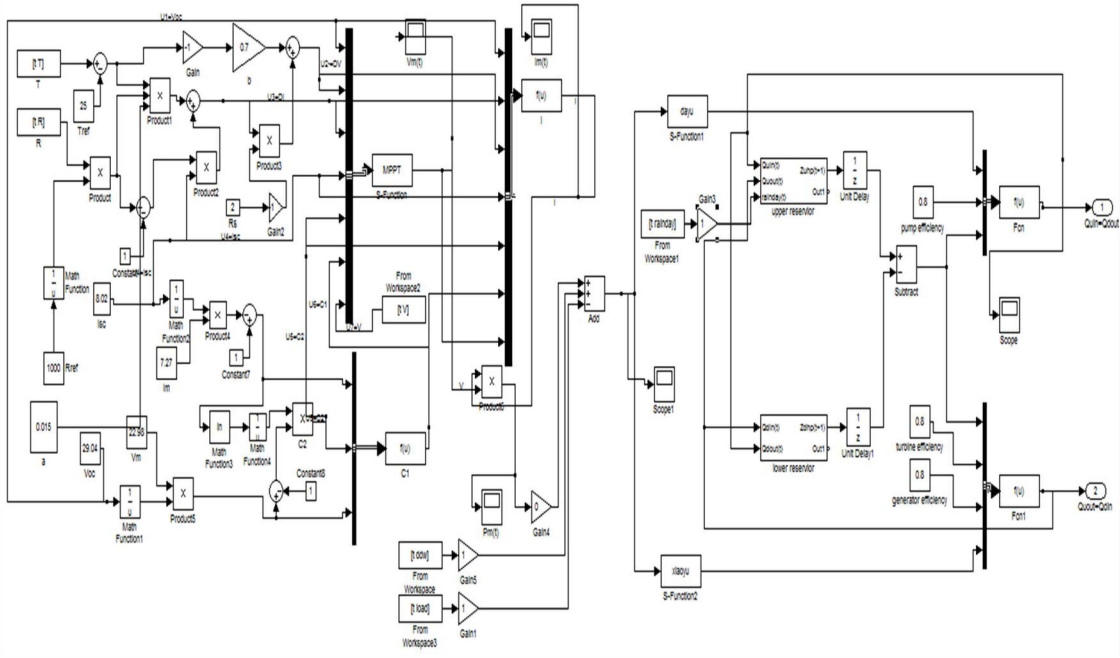 U1=Voc
[t T]
T
-1
Gain
0.7
b
U2=DV
Vm(t)
Im(t)
f(u)
I
25
Tref
Product1
U3=DI
[t R]
R
Product
Product2
Product3
MPPT
S-Function
2
Rs
1
Gain2
U4=Isc
1
1
u
Math
Function
8.02
Isc
1
u
Math
Function2
Product4
7.27
Im
1
Constant7
U5=C2
U6=C1
U7=V
From
Workspace2
[t V]
1000
Rref
0.015
a
22.98
Vm
29.04
Voc
ln
Math
Function3
1
u
Math
Function4
C2
Constant8
1
f(u)
C1
1
u
Math
Function1
Product5
V
I
I
Product6
Pm(t)
0
Gain4
[t ddw]
From
Workspace
1
Gain5
[t load]
From
Workspace3
1
Gain1
Add
Scope1
dayu
S-Function1
xiaoyu
S-Function2
[t rainday]
From
Workspace1
Gain3
1
Quin(t)
Quout(t)
rainday(t)
Zuhp(t+1)
Out1
upper reservior
1
z
Unit Delay
0.8
pump efficiency
Subtract
f(u)
Fcn
1
Quin=Qdout
Scope
Qdin(t)
Qdout(t)
Zdhp(t+1)
Out1
lower reservior
1
z
Unit Delay1
0.8
turbine efficiency
0.8
generator efficiency
f(u)
Fcn1
2
Quout=Qdin